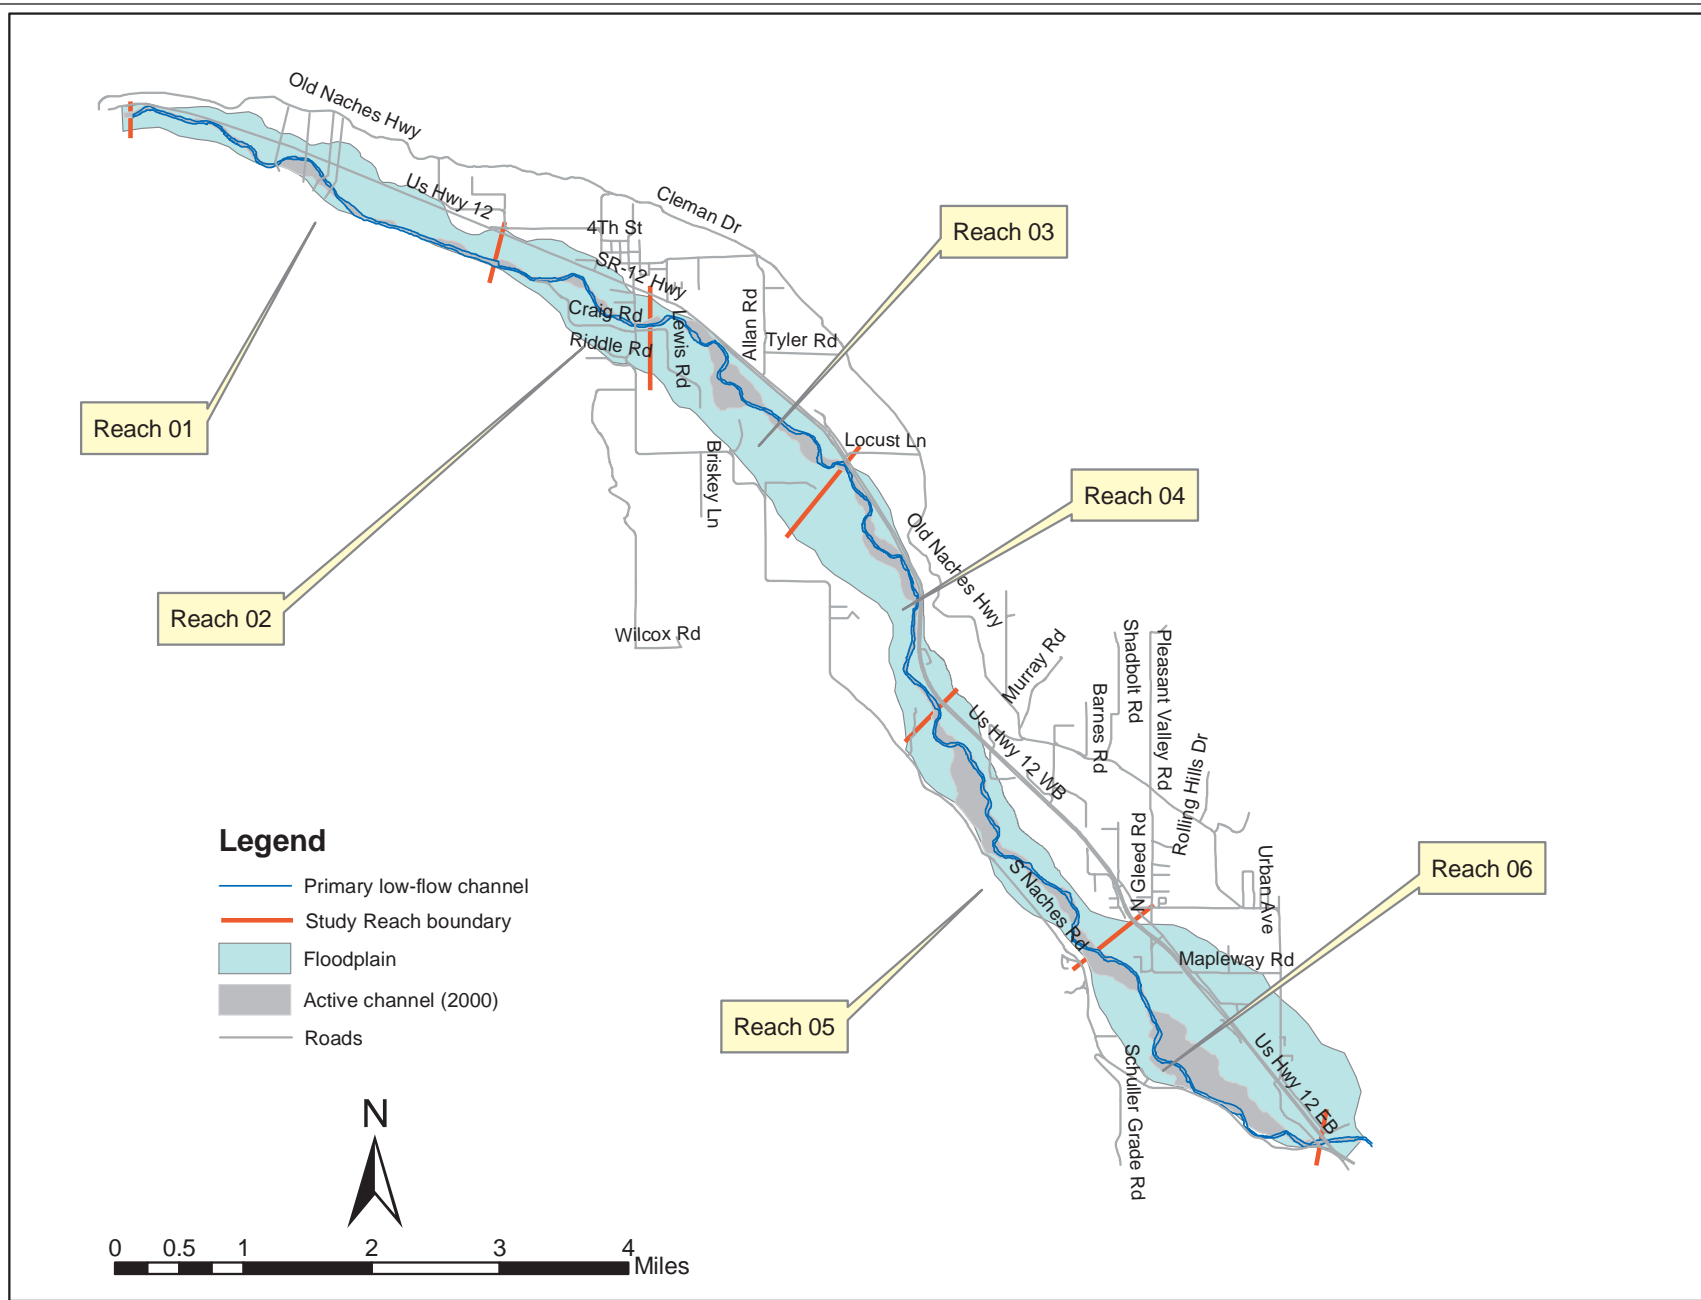 Old Naches Hwy
Us Hwy 12
Cleman Dr
4Th St
SR-12 Hwy
Reach 03
Craig Rd
Riddle Rd
Lewis Rd
Allan Rd
Tyler Rd
Reach 01
Locust Ln
Briskey Ln
Reach 04
Old Naches Hwy
Reach 02
Wilcox Rd
Murray Rd
Shadbolt Rd
Pleasant Valley Rd
Barnes Rd
Us Hwy 12 WB
Rolling Hills Dr
N Gleed Rd
Urban Ave
Reach 06
S Naches Rd
Mapleway Rd
Reach 05
Us Hwy 12 EB
Schuller Grade Rd
Legend
Primary low-flow channel
Study Reach boundary
Floodplain
Active channel (2000)
Roads
N
0 0.5 1 2 3 4
Miles